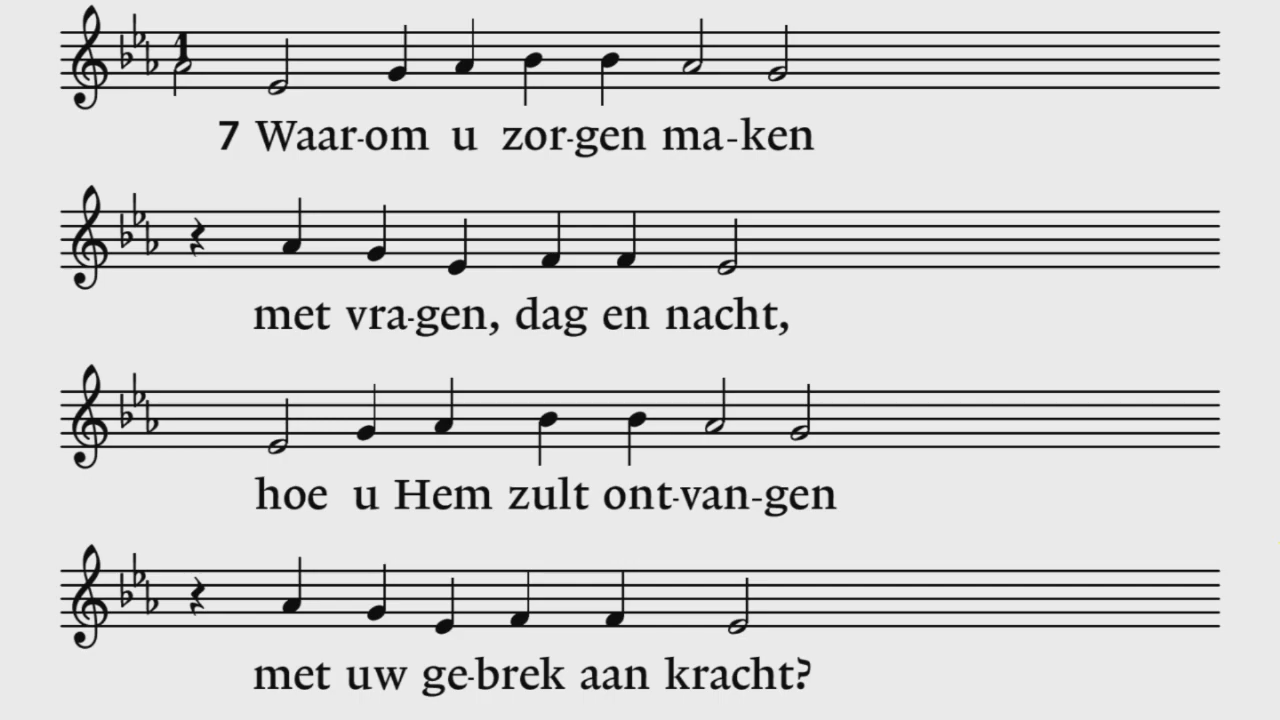 1
7 Waar-om u zor-gen ma-ken
met vra-gen, dag en nacht,
hoe u Hem zult ont-van-gen
met uw ge-brek aan kracht?